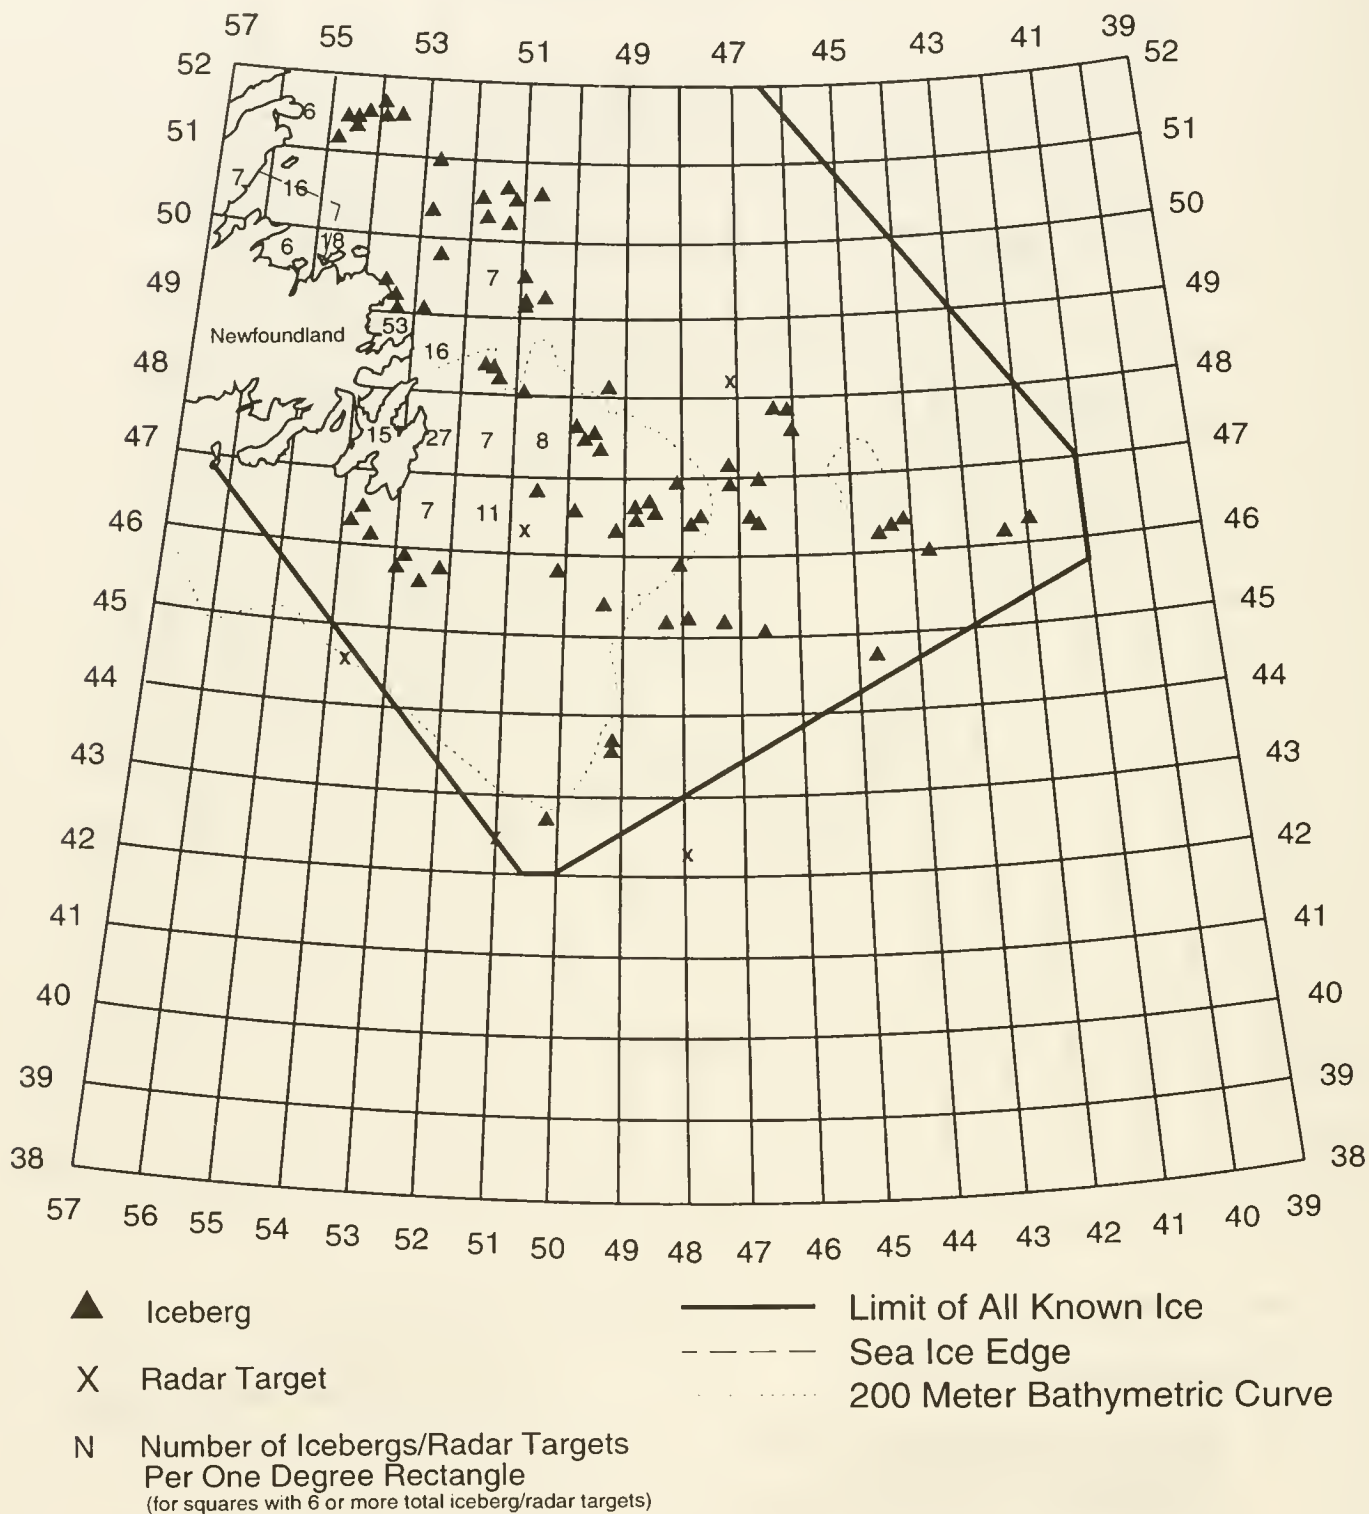 57 55 53 51 49 47 45 43 41 39
52 52
6
51 51
7 16
50 50
6 18
7
49 49
Newfoundland 53
16
48 48
X
47 15 27 7 8 47
46 7 11 X 46
45 45
X
44 44
43 43
42 X X 42
41 41
40 40
39 39
38 38
57 56 55 54 53 52 51 50 49 48 47 46 45 44 43 42 41 40 39
Iceberg
X Radar Target
N Number of Icebergs/Radar Targets
Per One Degree Rectangle
(for squares with 6 or more total iceberg/radar targets)
Limit of All Known Ice
Sea Ice Edge
200 Meter Bathymetric Curve